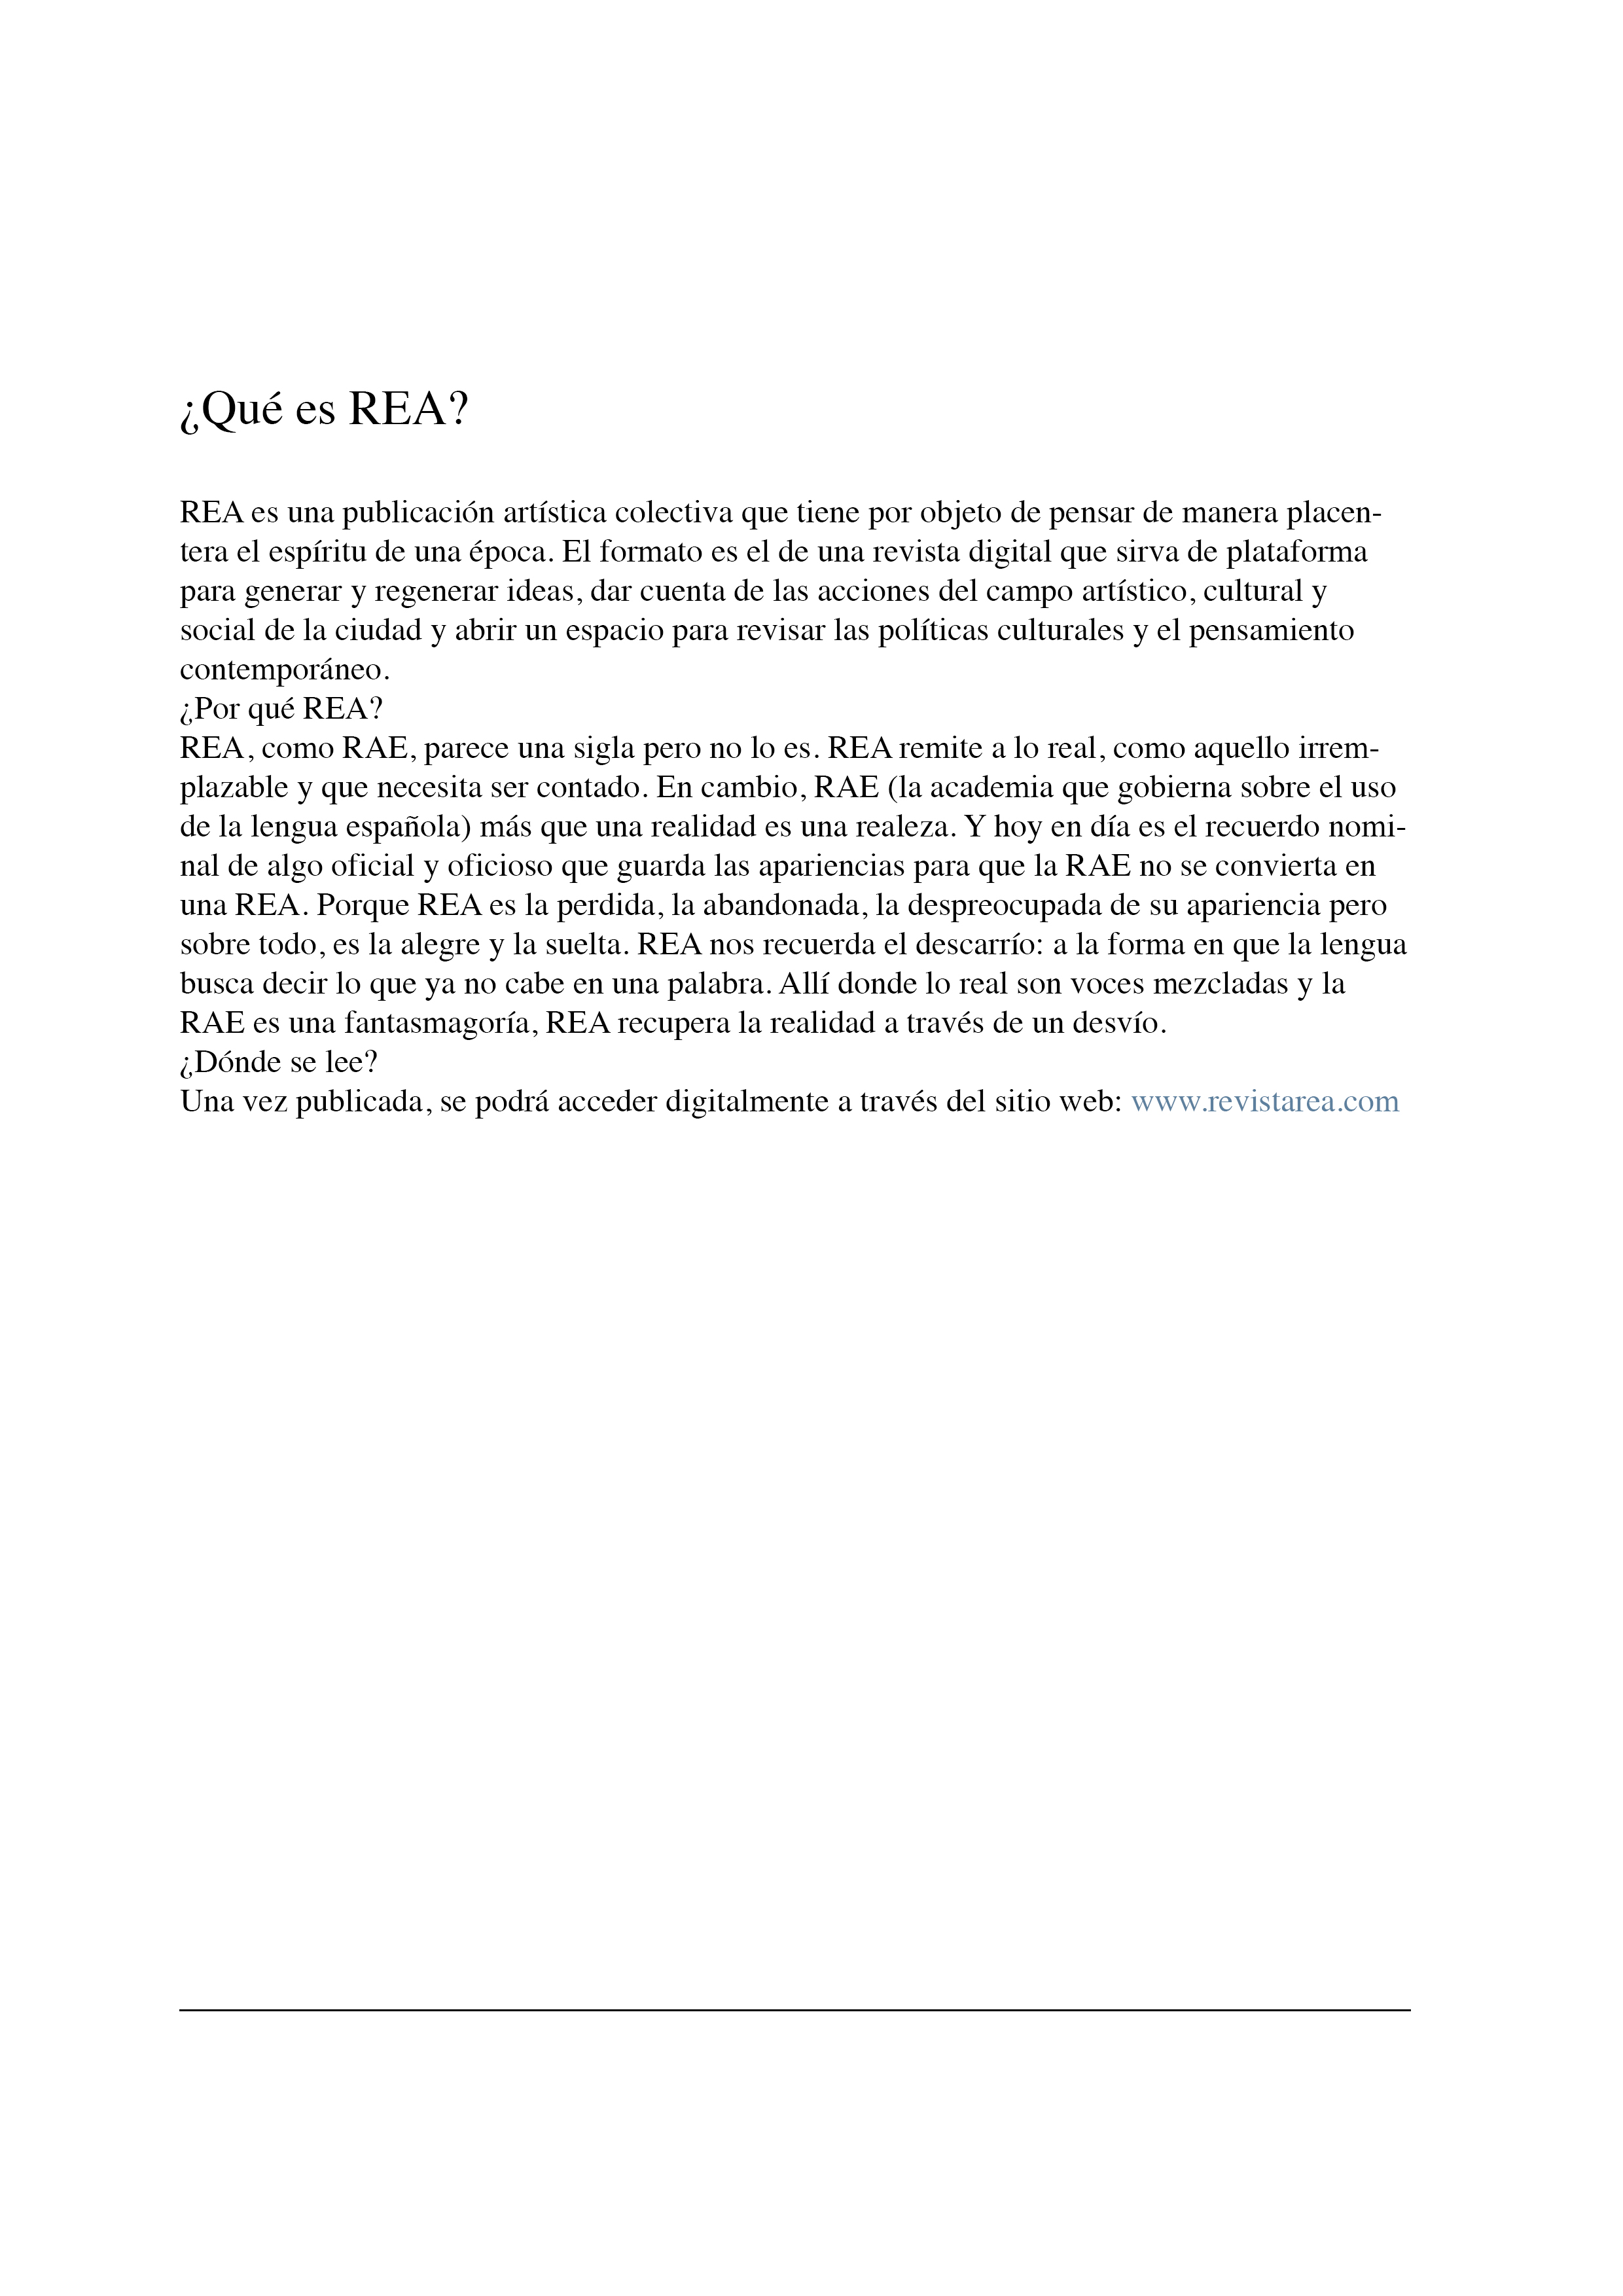 ¿Qué es REA?
REA es una publicación artística colectiva que tiene por objeto de pensar de manera placen-
tera el espíritu de una época. El formato es el de una revista digital que sirva de plataforma
para generar y regenerar ideas, dar cuenta de las acciones del campo artístico, cultural y
social de la ciudad y abrir un espacio para revisar las políticas culturales y el pensamiento
contemporáneo.
¿Por qué REA?
REA, como RAE, parece una sigla pero no lo es. REA remite a lo real, como aquello irrem-
plazable y que necesita ser contado. En cambio, RAE (la academia que gobierna sobre el uso
de la lengua española) más que una realidad es una realeza. Y hoy en día es el recuerdo nomi-
nal de algo oficial y oficioso que guarda las apariencias para que la RAE no se convierta en
una REA. Porque REA es la perdida, la abandonada, la despreocupada de su apariencia pero
sobre todo, es la alegre y la suelta. REA nos recuerda el descarrío: a la forma en que la lengua
busca decir lo que ya no cabe en una palabra. Allí donde lo real son voces mezcladas y la
RAE es una fantasmagoría, REA recupera la realidad a través de un desvío.
¿Dónde se lee?
Una vez publicada, se podrá acceder digitalmente a través del sitio web: www.revistarea.com